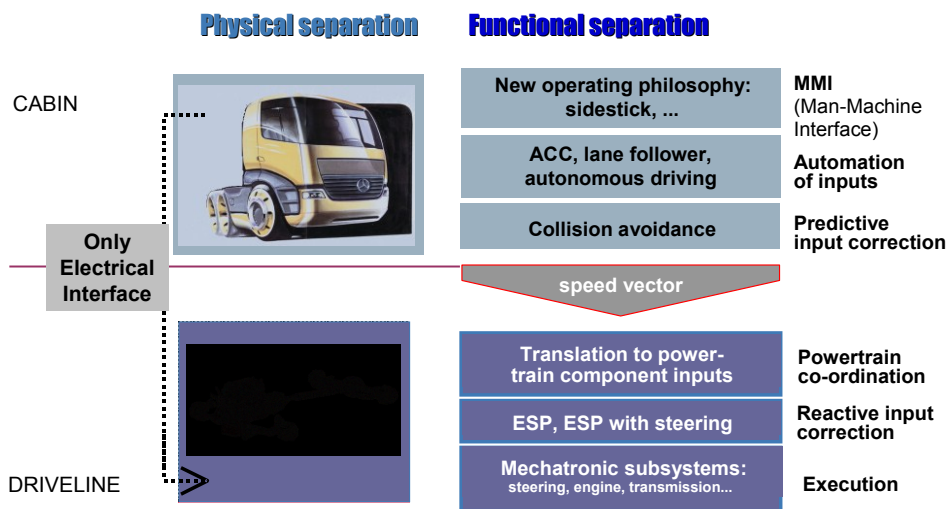 Physical separation
Functional separation
CABIN
New operating philosophy:
sidestick, ...
MMI
(Man-Machine
Interface)
ACC, lane follower,
autonomous driving
Automation
of inputs
Collision avoidance
Predictive
input correction
Only
Electrical
Interface
speed vector
Translation to power-
train component inputs
Powertrain
co-ordination
ESP, ESP with steering
Reactive input
correction
DRIVELINE
Mechatronic subsystems:
steering, engine, transmission...
Execution